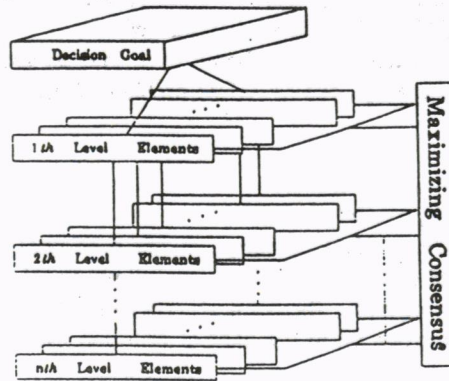 Decision Goal
1th Level Elements
2th Level Elements
nth Level Elements
Maximizing Consensus